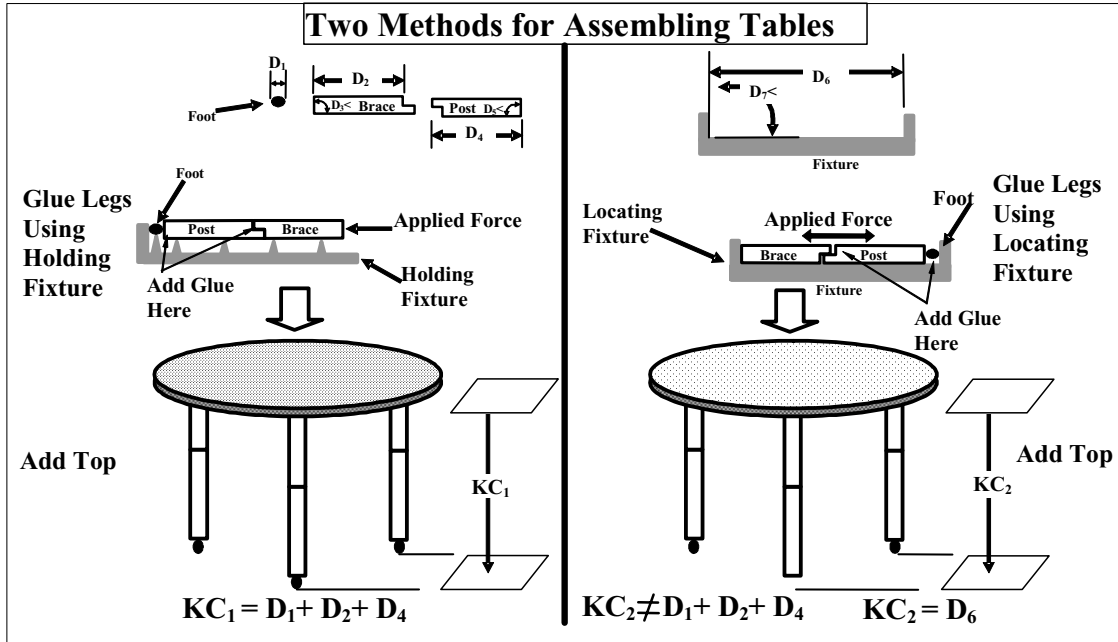 Two Methods for Assembling Tables
D1
D2
Foot
D3<
Brace
Post
D5<
D4
Foot
Glue Legs
Using
Holding
Fixture
Post
Brace
Applied Force
Add Glue
Here
Holding
Fixture
Add Top
KC1
KC1 = D1+ D2+ D4
D6
D7<
Fixture
Locating
Fixture
Applied Force
Foot
Glue Legs
Using
Locating
Fixture
Brace
Post
Fixture
Add Glue
Here
Add Top
KC2
KC2≠D1+ D2+ D4
KC2 = D6